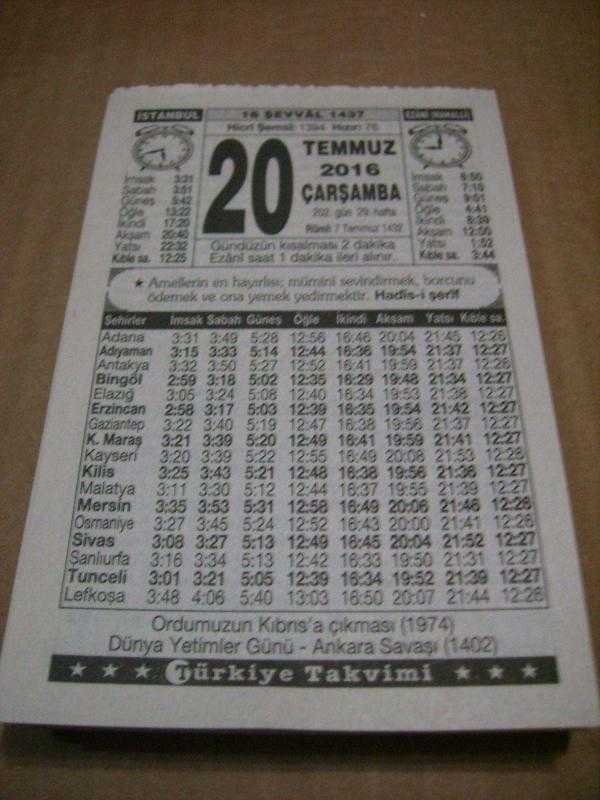 İSTANBUL
16 ŞEVVÂL 1437
EZÂNÎ (MAHALLÎ)
Hicrî Şemsî: 1394 Hızır: 76
20
TEMMUZ
2016
ÇARŞAMBA
202. gün 29. hafta
Rûmî: 7 Temmuz 1432
İmsak 3:31
Sabah 3:51
Güneş 5:42
Öğle 13:22
İkindi 17:20
Akşam 20:40
Yatsı 22:32
Kıble sa. 12:25
İmsak 6:50
Sabah 7:10
Güneş 9:01
Öğle 4:41
İkindi 8:39
Akşam 12:00
Yatsı 1:52
Kıble sa. 3:44
Gündüzün kısalması 2 dakika
Ezânî saat 1 dakika ileri alınır.
★ Amellerin en hayırlısı; mümini sevindirmek, borcunu
ödemek ve ona yemek yedirmektir. Hadîs-i şerîf
Şehirler İmsak Sabah Güneş Öğle İkindi Akşam Yatsı Kıble sa.
Adana 3:31 3:49 5:28 12:56 16:46 20:04 21:45 12:26
Adıyaman 3:15 3:33 5:14 12:44 16:36 19:54 21:37 12:27
Antakya 3:32 3:50 5:27 12:52 16:41 19:59 21:37 12:27
Bingöl 2:59 3:18 5:02 12:35 16:29 19:48 21:34 12:27
Elazığ 3:05 3:24 5:08 12:40 16:34 19:53 21:38 12:27
Erzincan 2:58 3:17 5:03 12:39 16:35 19:54 21:42 12:27
Gaziantep 3:22 3:40 5:19 12:47 16:38 19:56 21:37 12:27
K. Maraş 3:21 3:39 5:20 12:49 16:41 19:59 21:41 12:27
Kayseri 3:20 3:39 5:22 12:55 16:49 20:08 21:53 12:26
Kilis 3:25 3:43 5:21 12:48 16:38 19:56 21:36 12:27
Malatya 3:11 3:30 5:12 12:44 16:37 19:55 21:39 12:27
Mersin 3:35 3:53 5:31 12:58 16:49 20:06 21:46 12:26
Osmaniye 3:27 3:45 5:24 12:52 16:43 20:00 21:41 12:26
Sivas 3:08 3:27 5:13 12:49 16:45 20:04 21:52 12:27
Şanlıurfa 3:16 3:34 5:13 12:42 16:33 19:50 21:31 12:27
Tunceli 3:01 3:21 5:05 12:39 16:34 19:52 21:39 12:27
Lefkoşa 3:48 4:06 5:40 13:03 16:50 20:07 21:44 12:26
Ordumuzun Kıbrıs'a çıkması (1974)
Dünya Yetimler Günü - Ankara Savaşı (1402)
★ ★ ★ Türkiye Takvimi ★ ★ ★